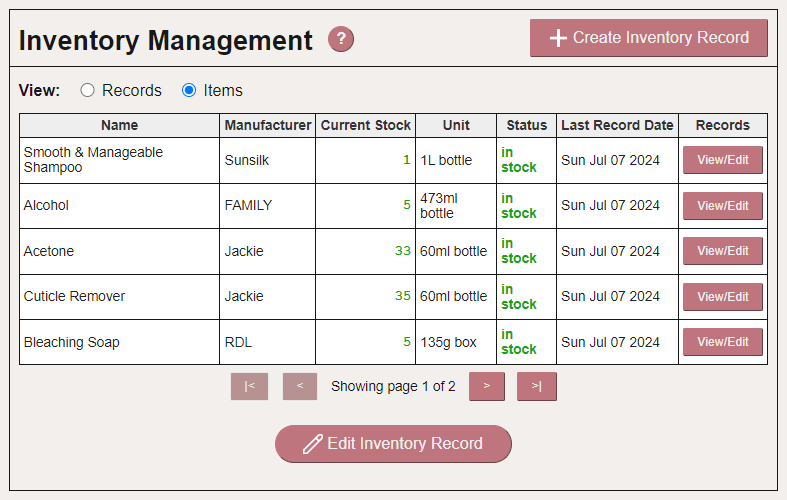 Inventory Management ? Create Inventory Record
View: Records Items
Name Manufacturer Current Stock Unit Status Last Record Date Records
Smooth & Manageable Shampoo Sunsilk 1 1L bottle in stock Sun Jul 07 2024 View/Edit
Alcohol FAMILY 5 473ml bottle in stock Sun Jul 07 2024 View/Edit
Acetone Jackie 33 60ml bottle in stock Sun Jul 07 2024 View/Edit
Cuticle Remover Jackie 35 60ml bottle in stock Sun Jul 07 2024 View/Edit
Bleaching Soap RDL 5 135g box in stock Sun Jul 07 2024 View/Edit
|< < Showing page 1 of 2 > >|
Edit Inventory Record